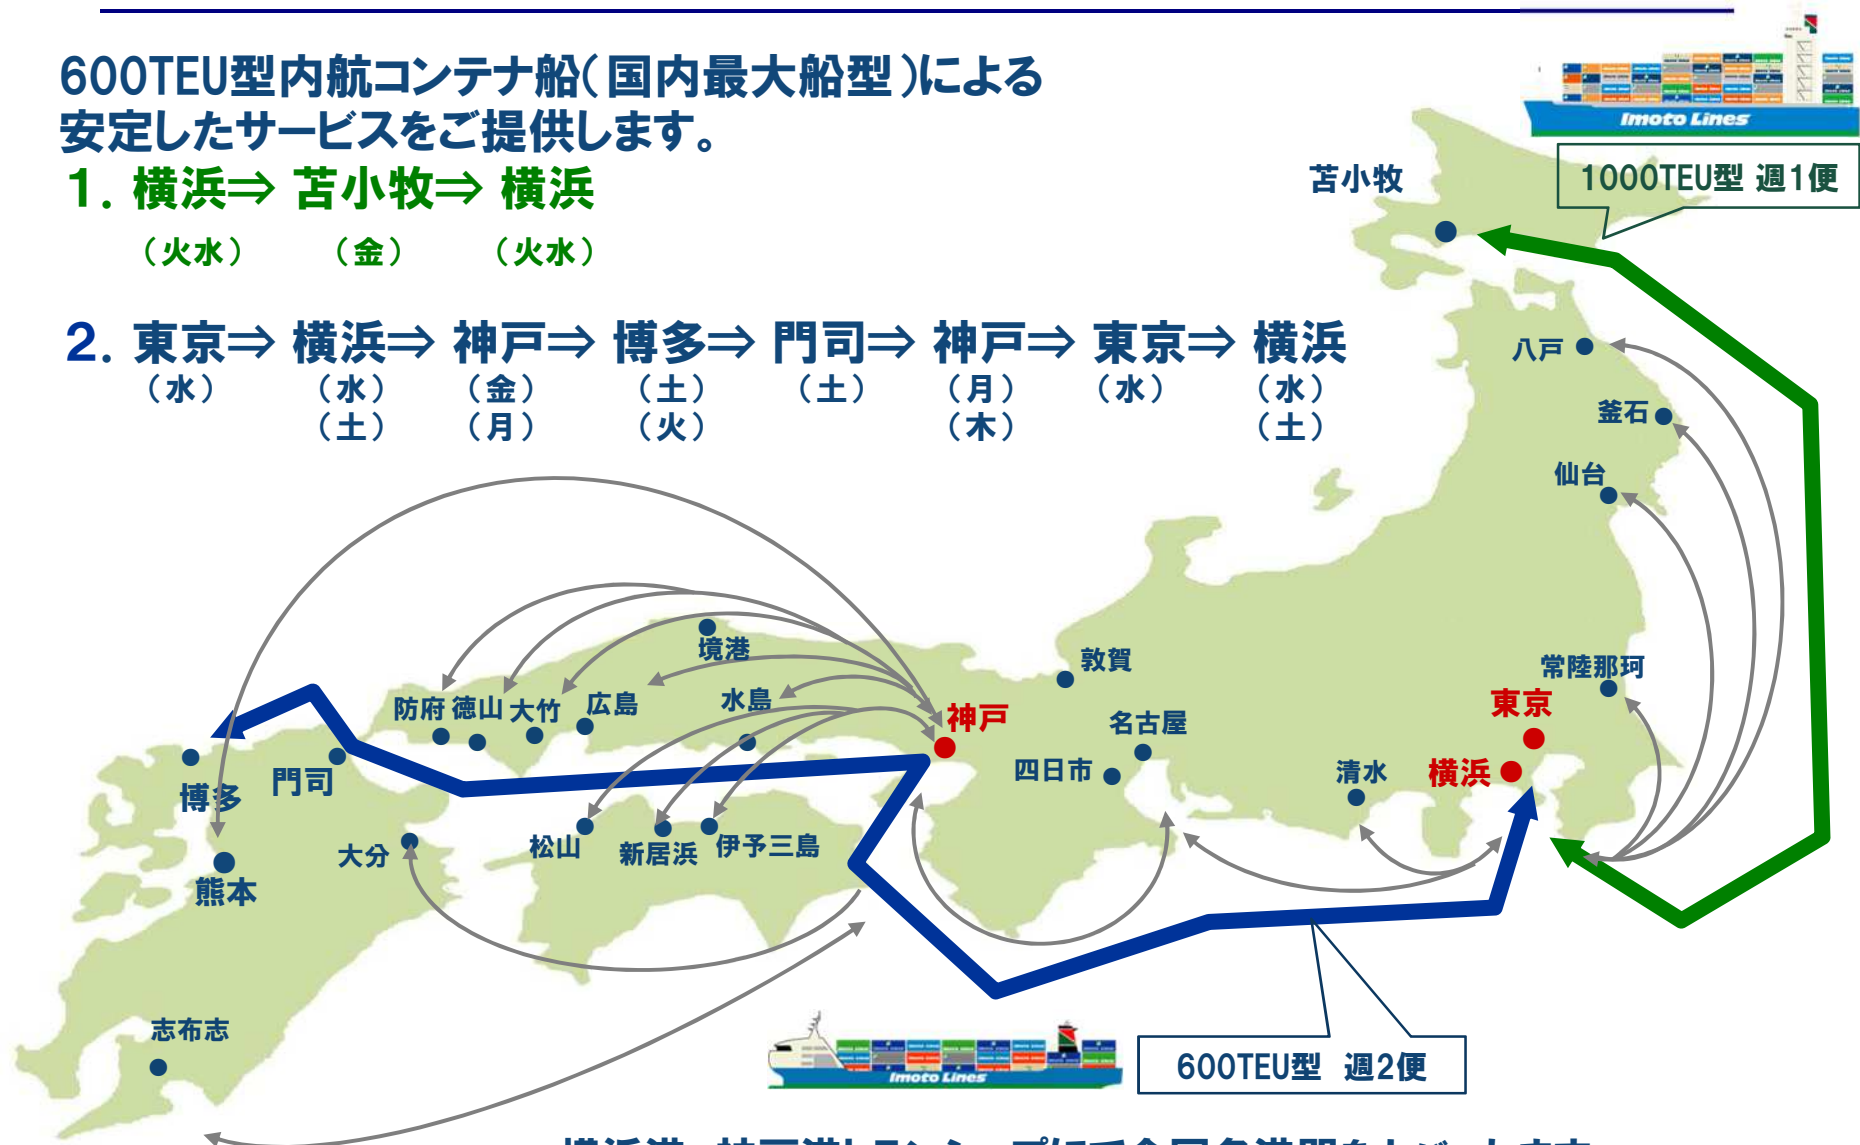 600TEU型内航コンテナ船(国内最大船型)による
安定したサービスをご提供します。
1. 横浜⇒ 苫小牧⇒ 横浜
(火水) (金) (火水)
2. 東京⇒ 横浜⇒ 神戸⇒ 博多⇒ 門司⇒ 神戸⇒ 東京⇒ 横浜
(水) (水) (金) (土) (土) (月) (水) (水)
(土) (月) (火) (木) (土)
Imoto Lines
1000TEU型 週1便
苫小牧
八戸
釜石
仙台
境港
敦賀
常陸那珂
東京
防府 徳山 大竹 広島 水島
神戸
名古屋
四日市
清水
横浜
博多
門司
大分
松山
新居浜
伊予三島
熊本
志布志
Imoto Lines
600TEU型 週2便